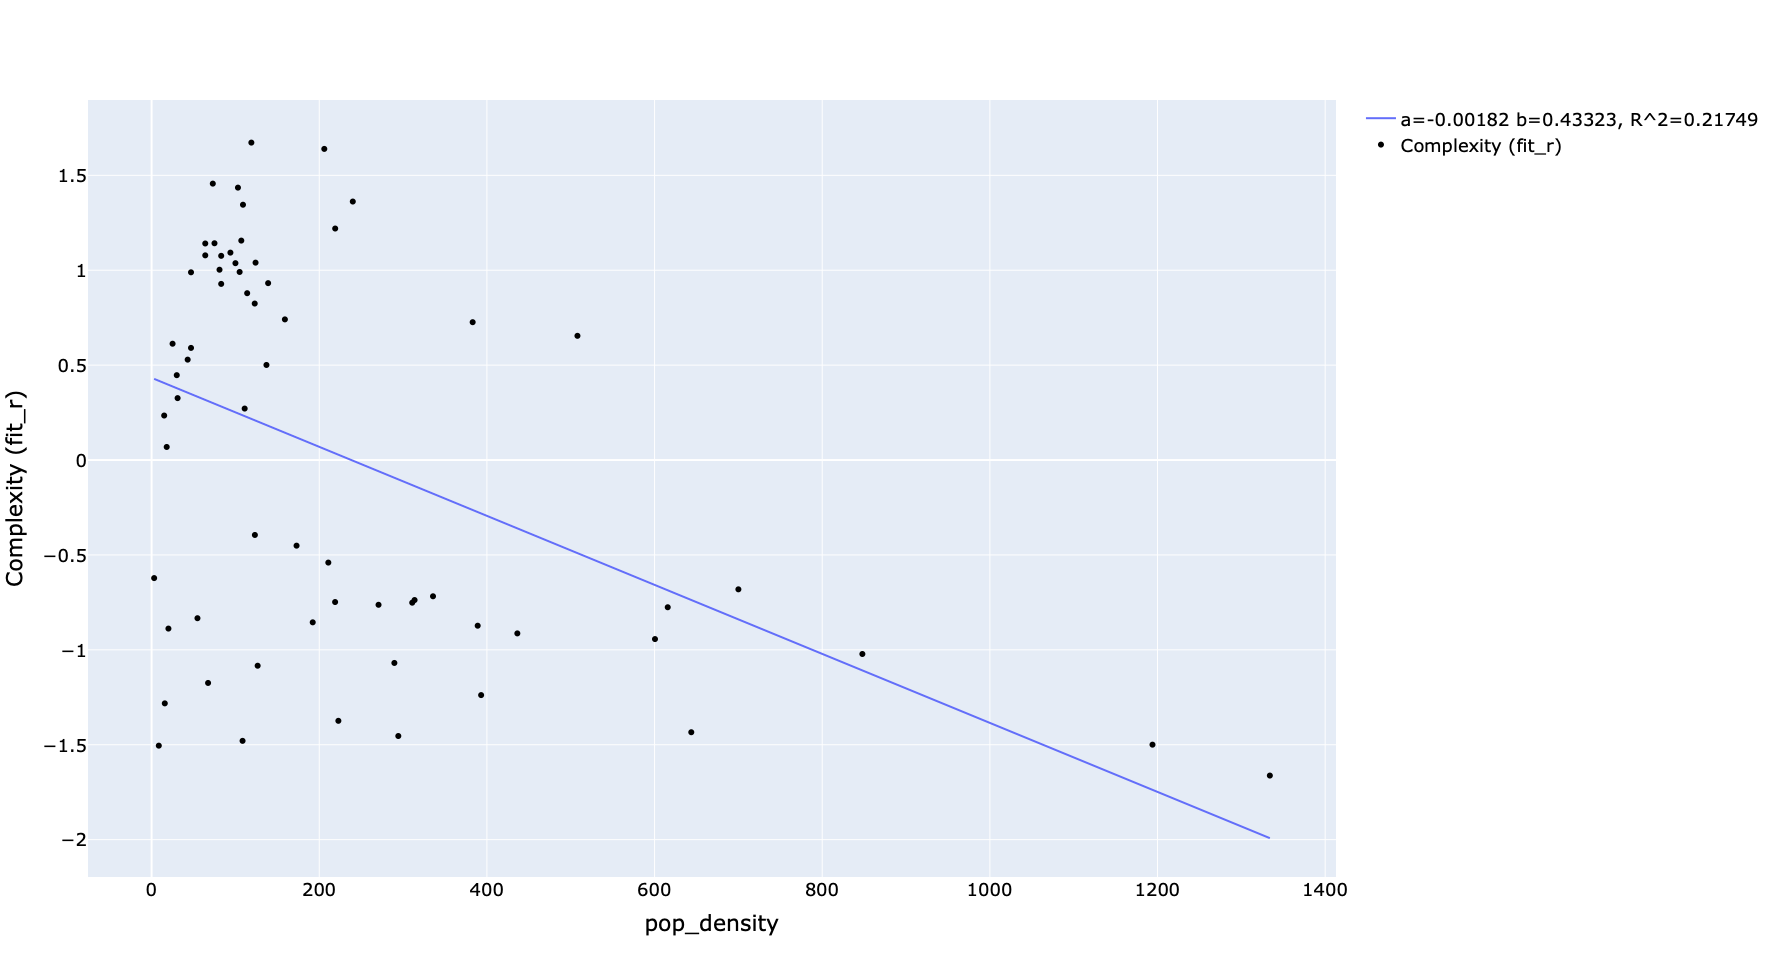 a=-0.00182 b=0.43323, R^2=0.21749
Complexity (fit_r)
1.5
1
0.5
0
−0.5
−1
−1.5
−2
Complexity (fit_r)
0 200 400 600 800 1000 1200 1400
pop_density